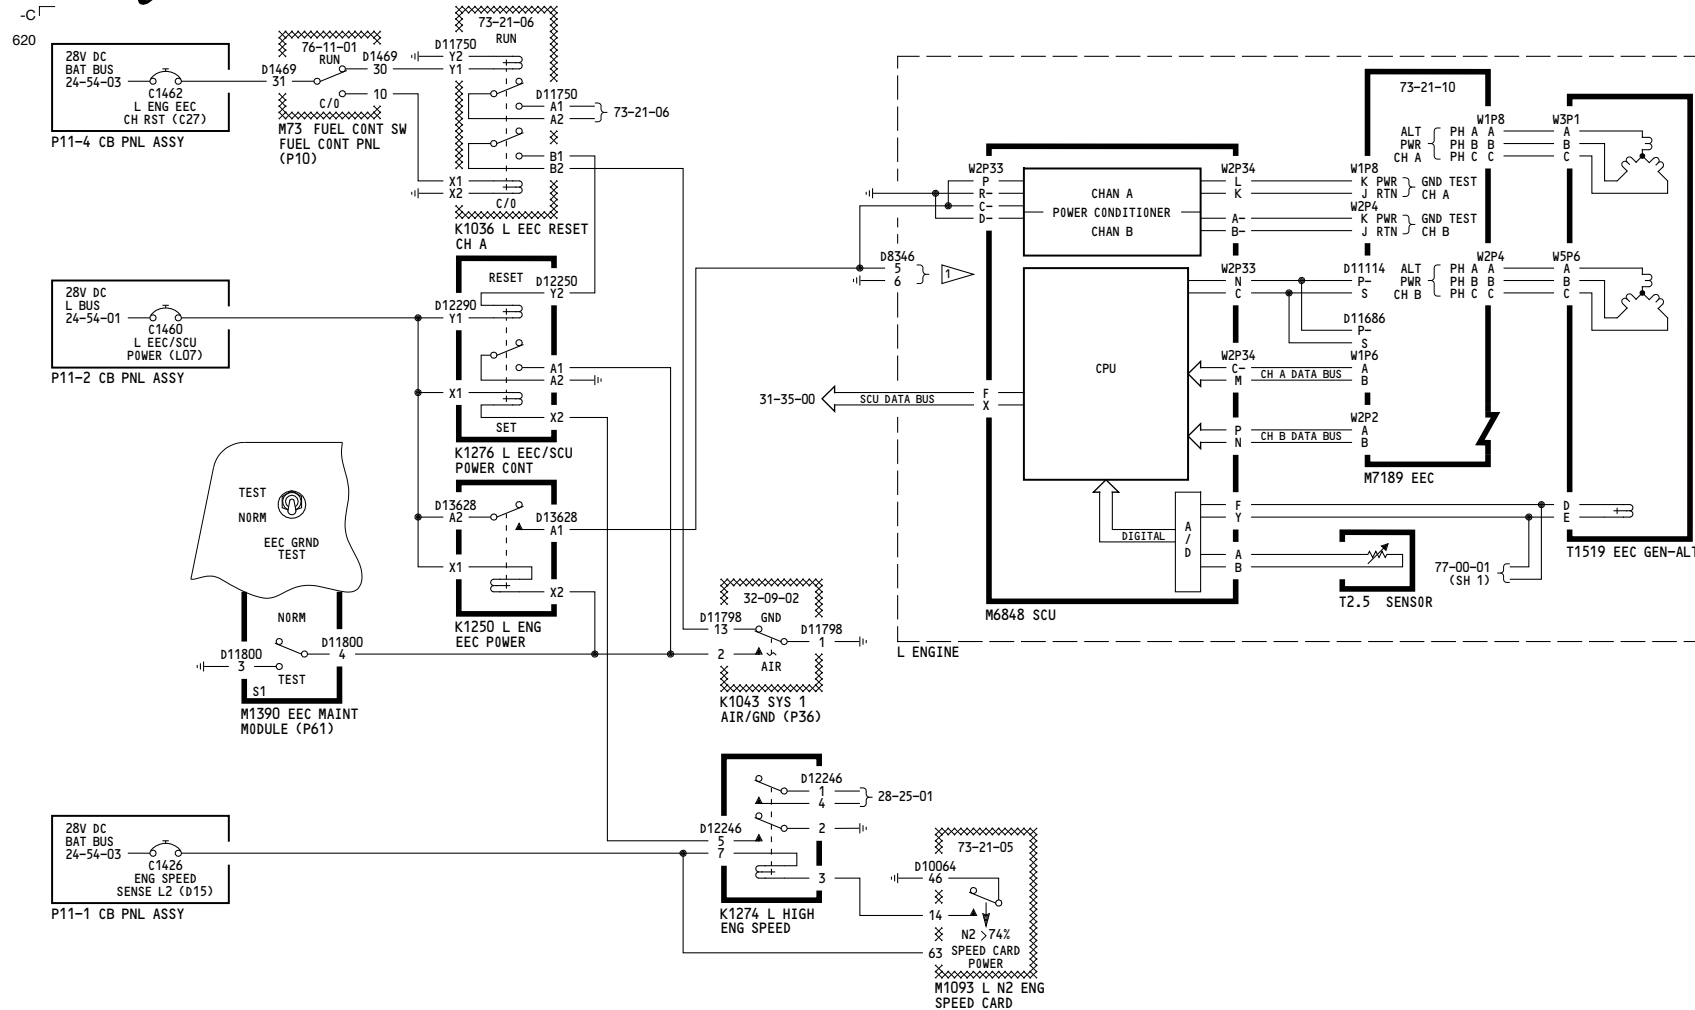 -C
620
28V DC
BAT BUS
24-54-03
C1462
L ENG EEC
CH RST (C27)
P11-4 CB PNL ASSY
76-11-01
RUN
D1469
31
D1469
30
C/O
10
M73 FUEL CONT SW
FUEL CONT PNL
(P10)
73-21-06
RUN
D11750
Y2
Y1
D11750
A1
A2
73-21-06
B1
B2
X1
X2
C/O
K1036 L EEC RESET
CH A
28V DC
L BUS
24-54-01
C1460
L EEC/SCU
POWER (L07)
P11-2 CB PNL ASSY
RESET
D12250
Y2
D12290
Y1
A1
A2
X1
X2
SET
K1276 L EEC/SCU
POWER CONT
D13628
A2
D13628
A1
X1
X2
K1250 L ENG
EEC POWER
TEST
NORM
EEC GRND
TEST
NORM
D11800
3
D11800
4
TEST
S1
M1390 EEC MAINT
MODULE (P61)
32-09-02
D11798
13
GND
D11798
1
2
AIR
K1043 SYS 1
AIR/GND (P36)
28V DC
BAT BUS
24-54-03
C1426
ENG SPEED
SENSE L2 (D15)
P11-1 CB PNL ASSY
D12246
1
4
28-25-01
D12246
5
7
2
3
K1274 L HIGH
ENG SPEED
73-21-05
D10064
46
14
N2 >74%
63
SPEED CARD
POWER
M1093 L N2 ENG
SPEED CARD
L ENGINE
D8346
5
6
1
W2P33
P
R-
C-
D-
CHAN A
POWER CONDITIONER
CHAN B
W2P34
L
K
A-
B-
CPU
W2P33
N
C
W2P34
C-
M
CH A DATA BUS
P
N
CH B DATA BUS
31-35-00
SCU DATA BUS
F
X
DIGITAL
A
/
D
F
Y
A
B
M6848 SCU
73-21-10
W1P8
K PWR
J RTN
GND TEST
CH A
W2P4
K PWR
J RTN
GND TEST
CH B
D11114
P-
S
D11686
P-
S
W1P6
A
B
W2P2
A
B
ALT
PWR
CH A
PH A
PH B
PH C
W1P8
A
B
C
ALT
PWR
CH B
PH A
PH B
PH C
W2P4
A
B
C
M7189 EEC
W3P1
A
B
C
W5P6
A
B
C
D
E
T1519 EEC GEN-ALT
77-00-01
(SH 1)
T2.5 SENSOR